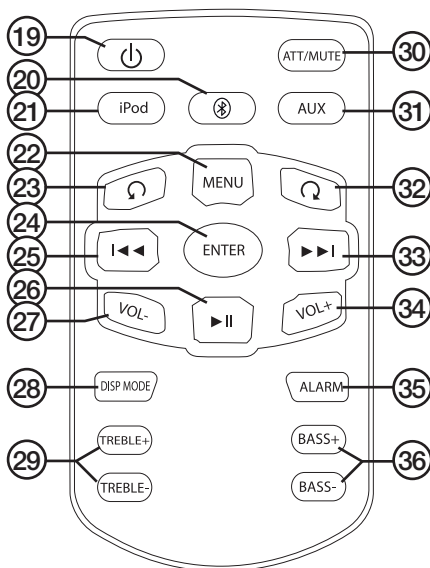 19
30
ATT/MUTE
20
21
iPod
AUX
31
22
MENU
23
32
24
ENTER
25
33
26
27
VOL-
VOL+
34
28
DISP MODE
ALARM
35
TREBLE+
BASS+
29
36
TREBLE-
BASS-